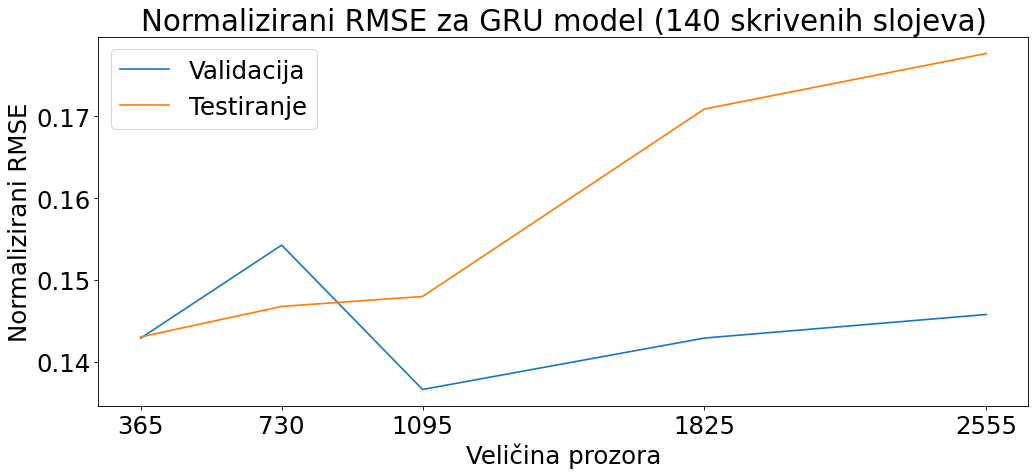 Normalizirani RMSE za GRU model (140 skrivenih slojeva)
Validacija
Testiranje
Normalizirani RMSE
0.17
0.16
0.15
0.14
365 730 1095 1825 2555
Veličina prozora